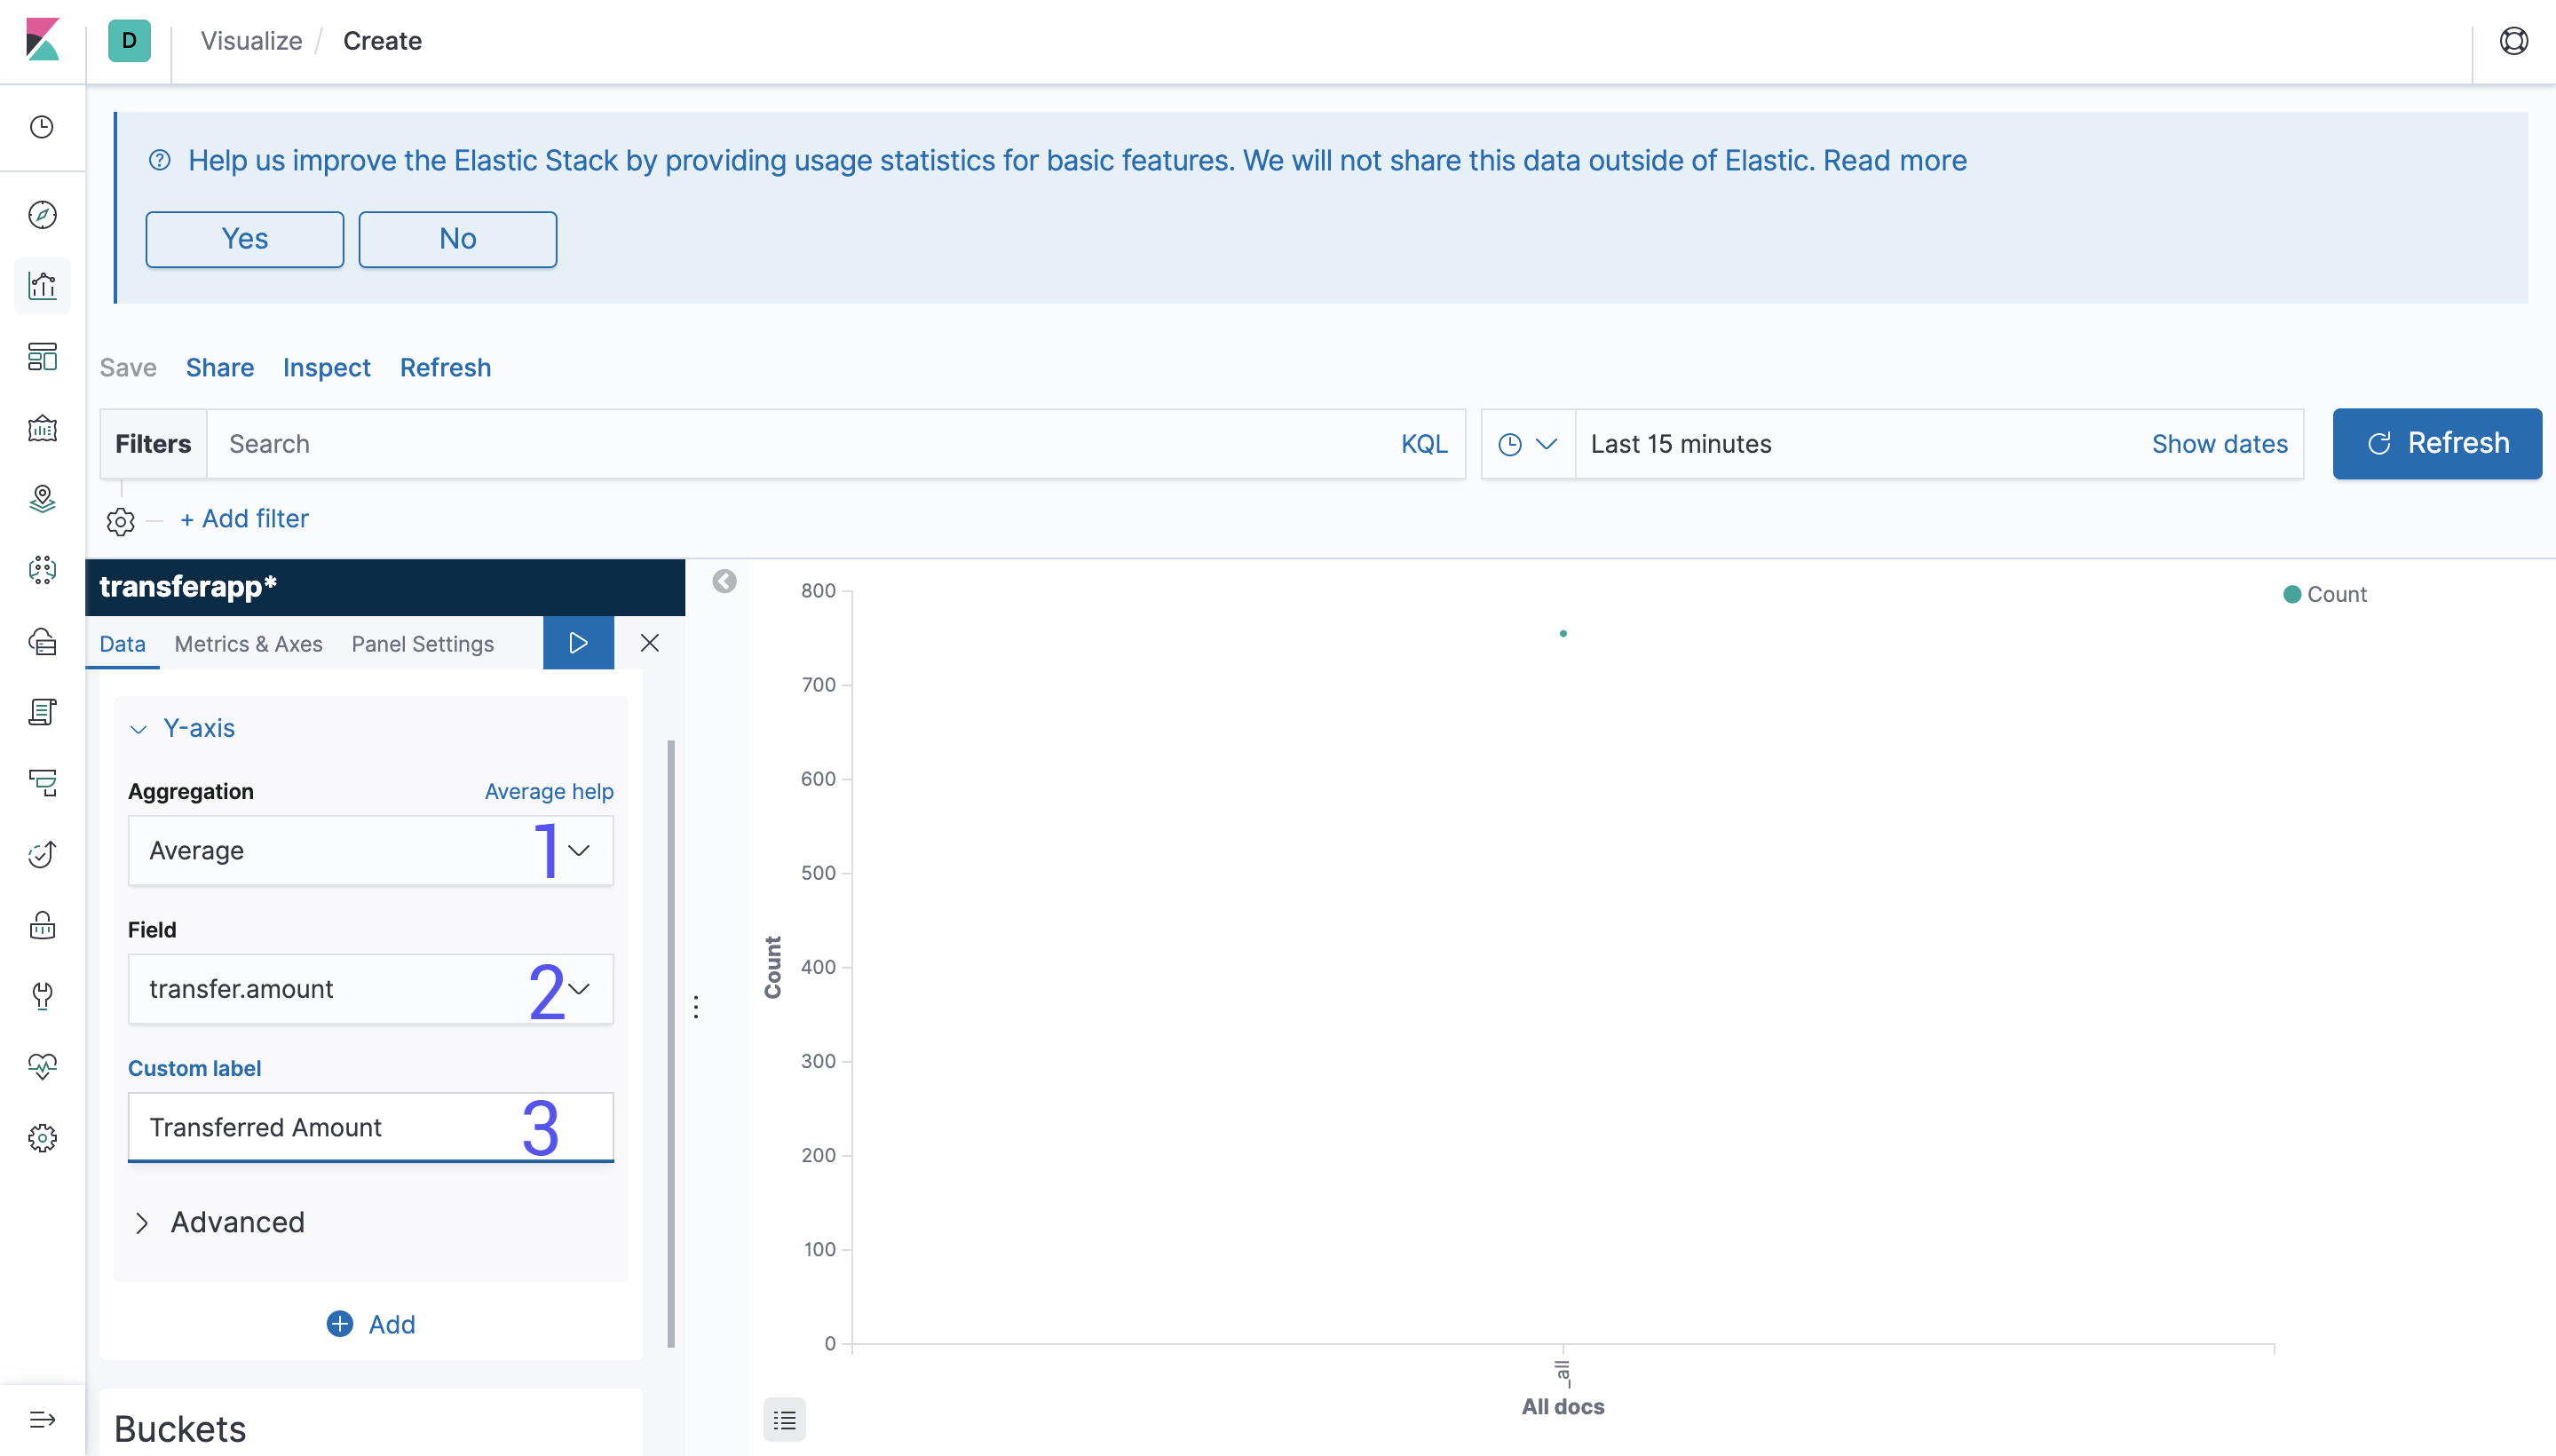 D Visualize / Create
Help us improve the Elastic Stack by providing usage statistics for basic features. We will not share this data outside of Elastic. Read more
Yes No
Save Share Inspect Refresh
Filters Search KQL Last 15 minutes Show dates Refresh
+ Add filter
transferapp*
Data Metrics & Axes Panel Settings
Y-axis
Aggregation Average help
Average 1
Field
transfer.amount 2
Custom label
Transferred Amount 3
Advanced
Add
Buckets
Count
800
700
600
500
400
300
200
100
0
Count
_all
All docs